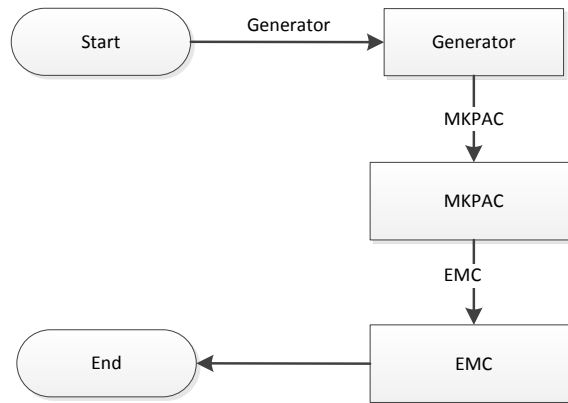 Start
Generator
Generator
MKPAC
MKPAC
EMC
EMC
End